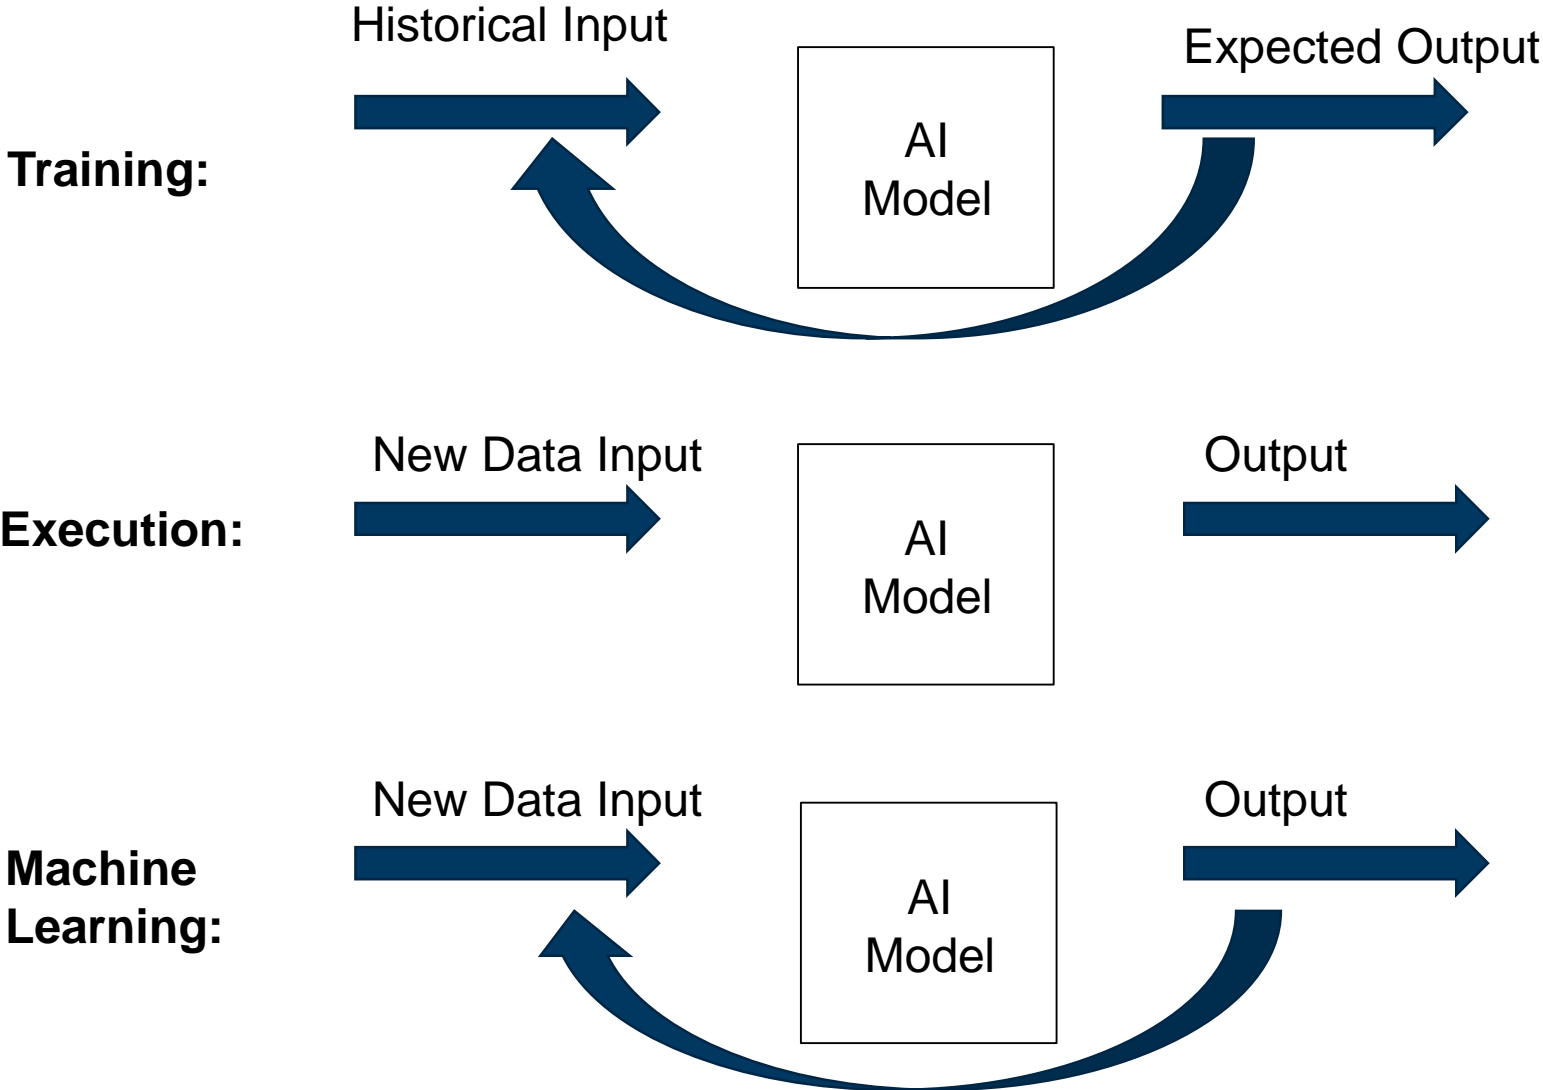 Historical Input
Expected Output
Training:
AI
Model
New Data Input
Output
Execution:
AI
Model
New Data Input
Output
Machine
Learning:
AI
Model